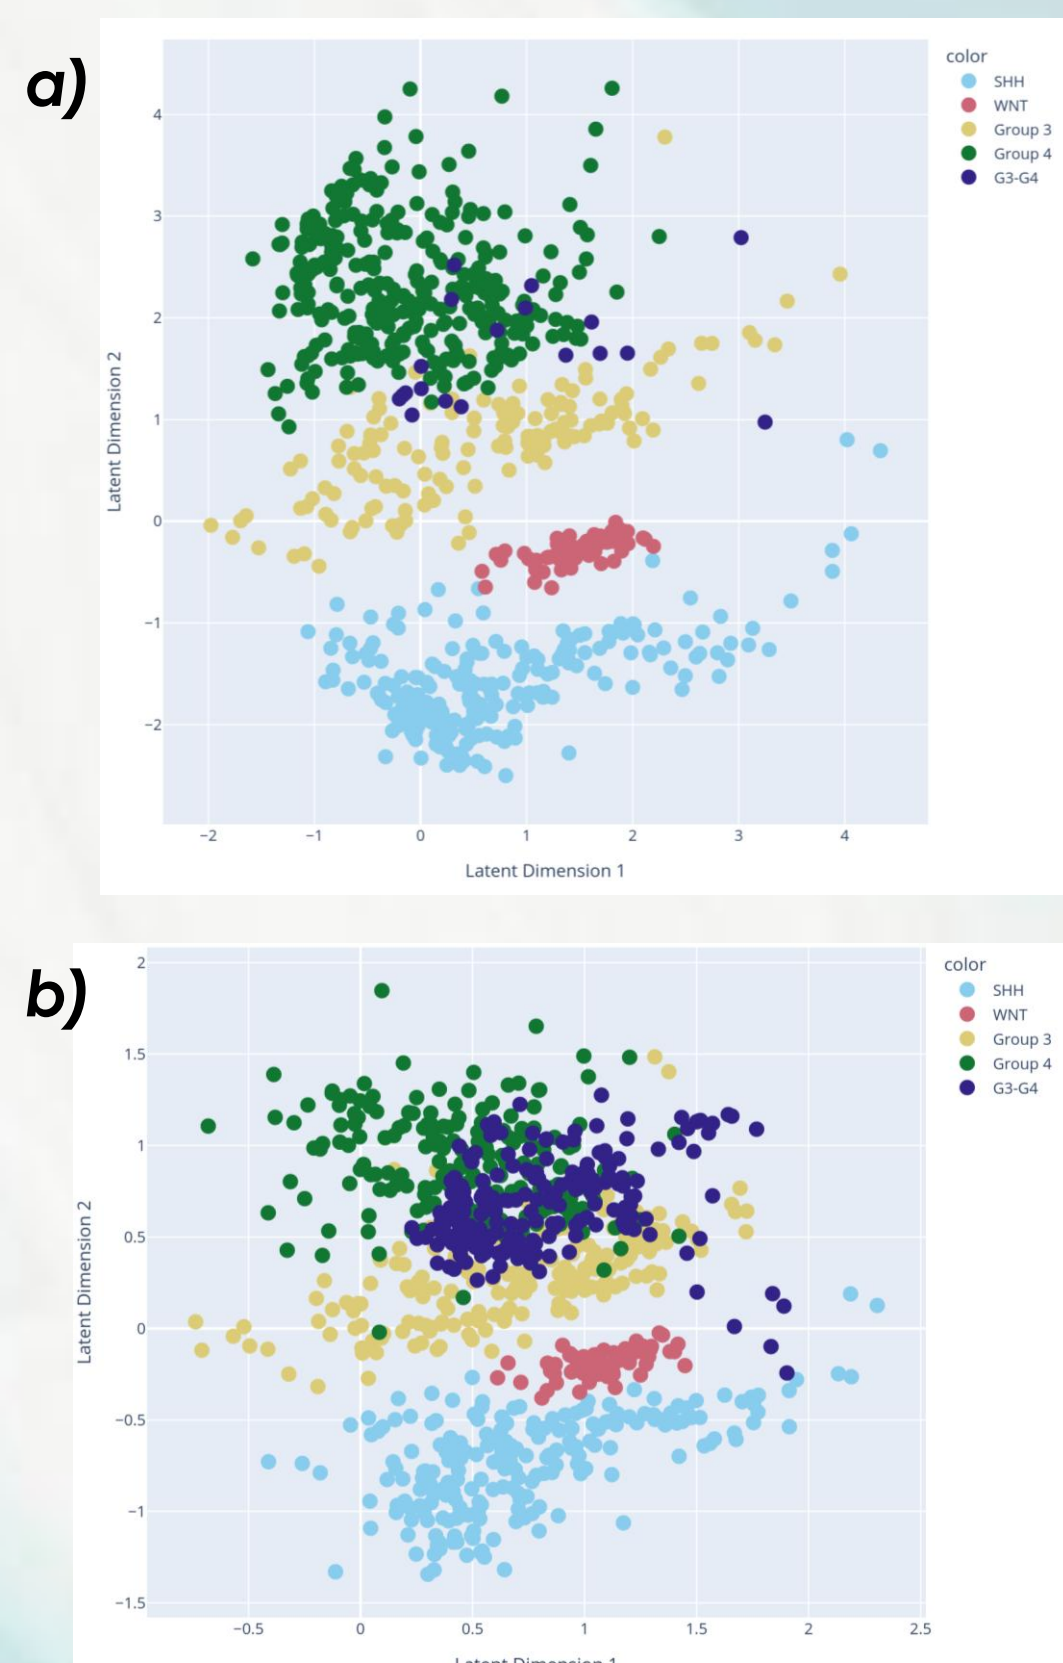 a)
color
SHH
WNT
Group 3
Group 4
G3-G4
4
3
2
1
0
−1
−2
Latent Dimension 2
−2 −1 0 1 2 3 4
Latent Dimension 1
b)
color
SHH
WNT
Group 3
Group 4
G3-G4
2
1.5
1
0.5
0
−0.5
−1
−1.5
Latent Dimension 2
−0.5 0 0.5 1 1.5 2 2.5
Latent Dimension 1